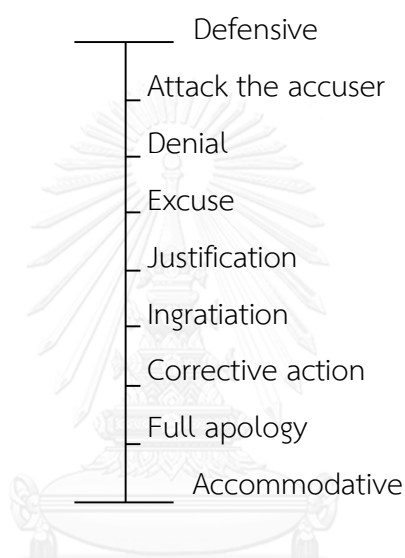 Defensive
Attack the accuser
Denial
Excuse
Justification
Ingratiation
Corrective action
Full apology
Accommodative